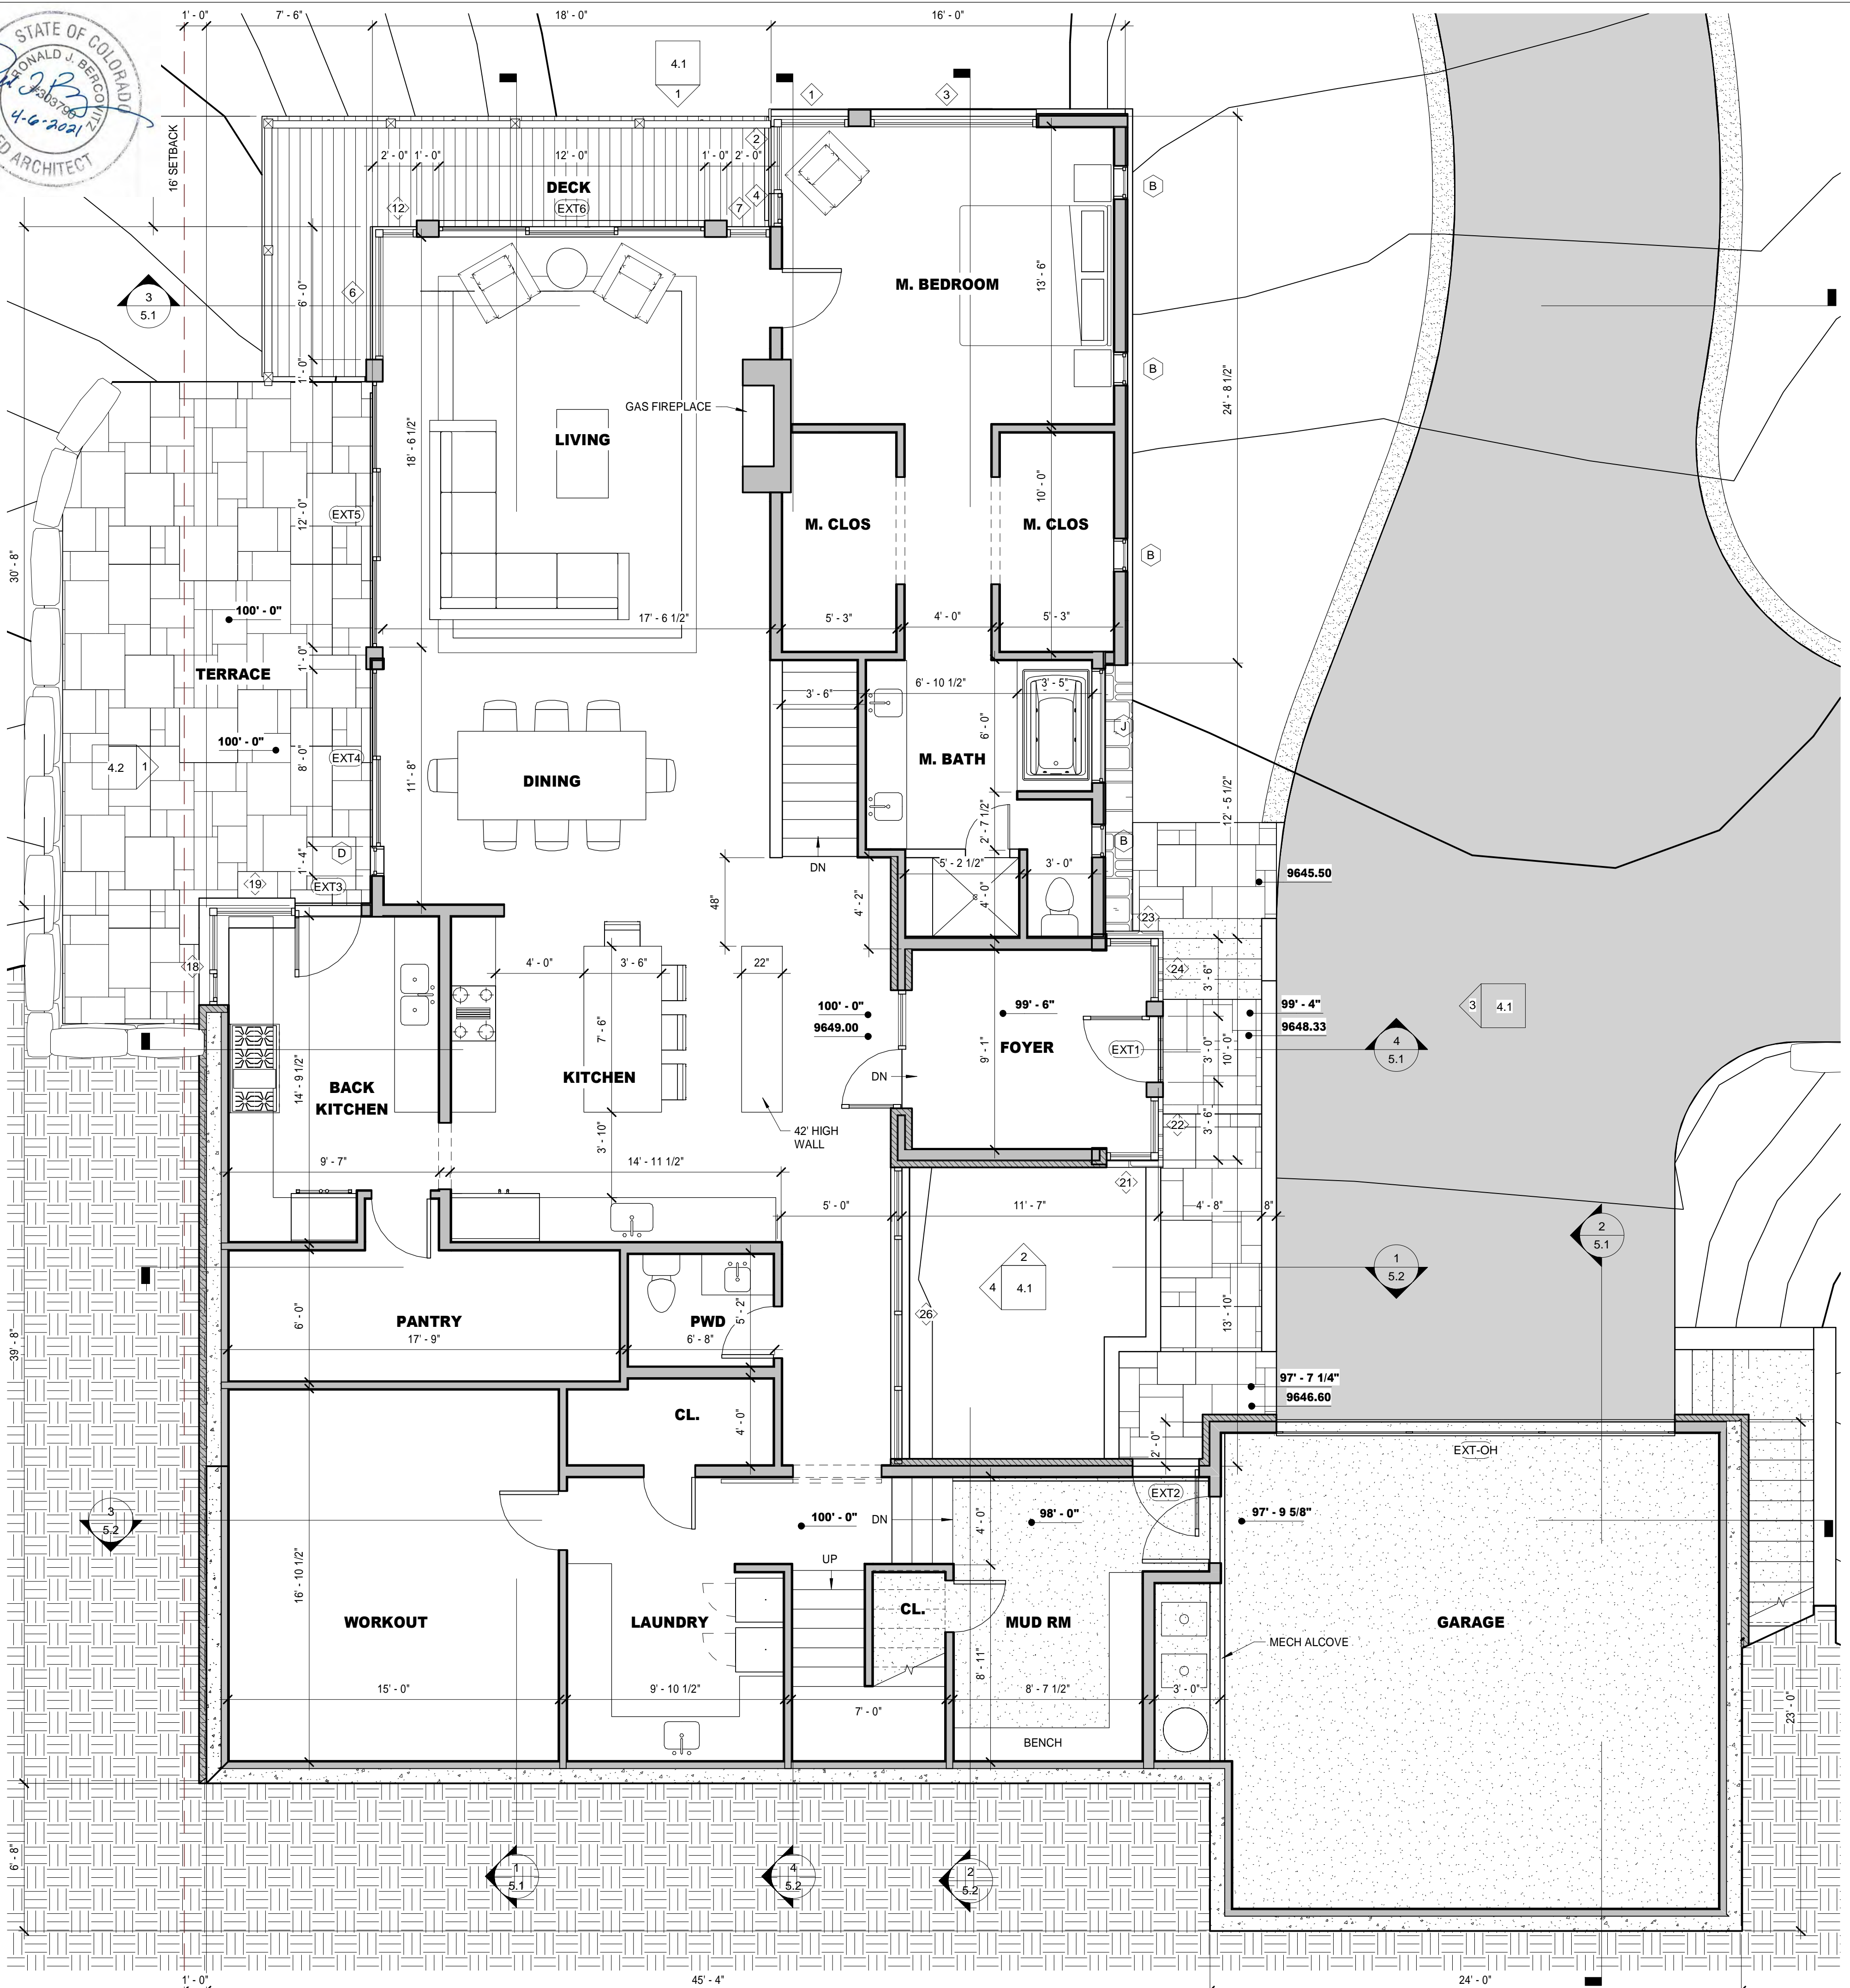 1' - 0"
7' - 6"
18' - 0"
16' - 0"
STATE OF COLORADO
RONALD J. BERCOVITZ
4-6-2021
ED ARCHITECT
16' SETBACK
4.1
1
1
3
2
2' - 0"
1' - 0"
12' - 0"
1' - 0"
2' - 0"
DECK
EXT6
12
7
4
B
M. BEDROOM
13' - 6"
3
5.1
6
6' - 0"
1' - 0"
B
24' - 8 1/2"
GAS FIREPLACE
LIVING
18' - 6 1/2"
10' - 0"
EXT5
12' - 0"
M. CLOS
M. CLOS
B
30' - 8"
100' - 0"
17' - 6 1/2"
5' - 3"
4' - 0"
5' - 3"
1' - 0"
TERRACE
3' - 6"
6' - 10 1/2"
3' - 5"
6' - 0"
J
100' - 0"
4.2
1
8' - 0"
EXT4
11' - 8"
DINING
M. BATH
12' - 5 1/2"
2' - 7 1/2"
B
D
1' - 4"
DN
5' - 2 1/2"
3' - 0"
9645.50
19
EXT3
48"
4' - 2"
4' - 0"
23
18
4' - 0"
3' - 6"
22"
24
3' - 6"
100' - 0"
9649.00
99' - 6"
99' - 4"
9648.33
3
4.1
14' - 9 1/2"
7' - 6"
9' - 1"
FOYER
EXT1
3' - 0"
10' - 0"
4
5.1
BACK
KITCHEN
KITCHEN
DN
42' HIGH
WALL
3' - 10"
22
3' - 6"
9' - 7"
14' - 11 1/2"
21
5' - 0"
11' - 7"
4' - 8"
8"
2
5.1
2
4
4.1
1
5.2
26
13' - 10"
PANTRY
17' - 9"
6' - 0"
PWD
6' - 8"
5' - 2"
39' - 8"
97' - 7 1/4"
9646.60
CL.
4' - 0"
2' - 0"
EXT-OH
EXT2
3
5.2
100' - 0"
DN
98' - 0"
4' - 0"
97' - 9 5/8"
16' - 10 1/2"
UP
WORKOUT
LAUNDRY
CL.
MUD RM
GARAGE
MECH ALCOVE
8' - 11"
15' - 0"
9' - 10 1/2"
7' - 0"
8' - 7 1/2"
3' - 0"
23' - 0"
BENCH
6' - 8"
1
5.1
4
5.2
2
5.2
1' - 0"
45' - 4"
24' - 0"